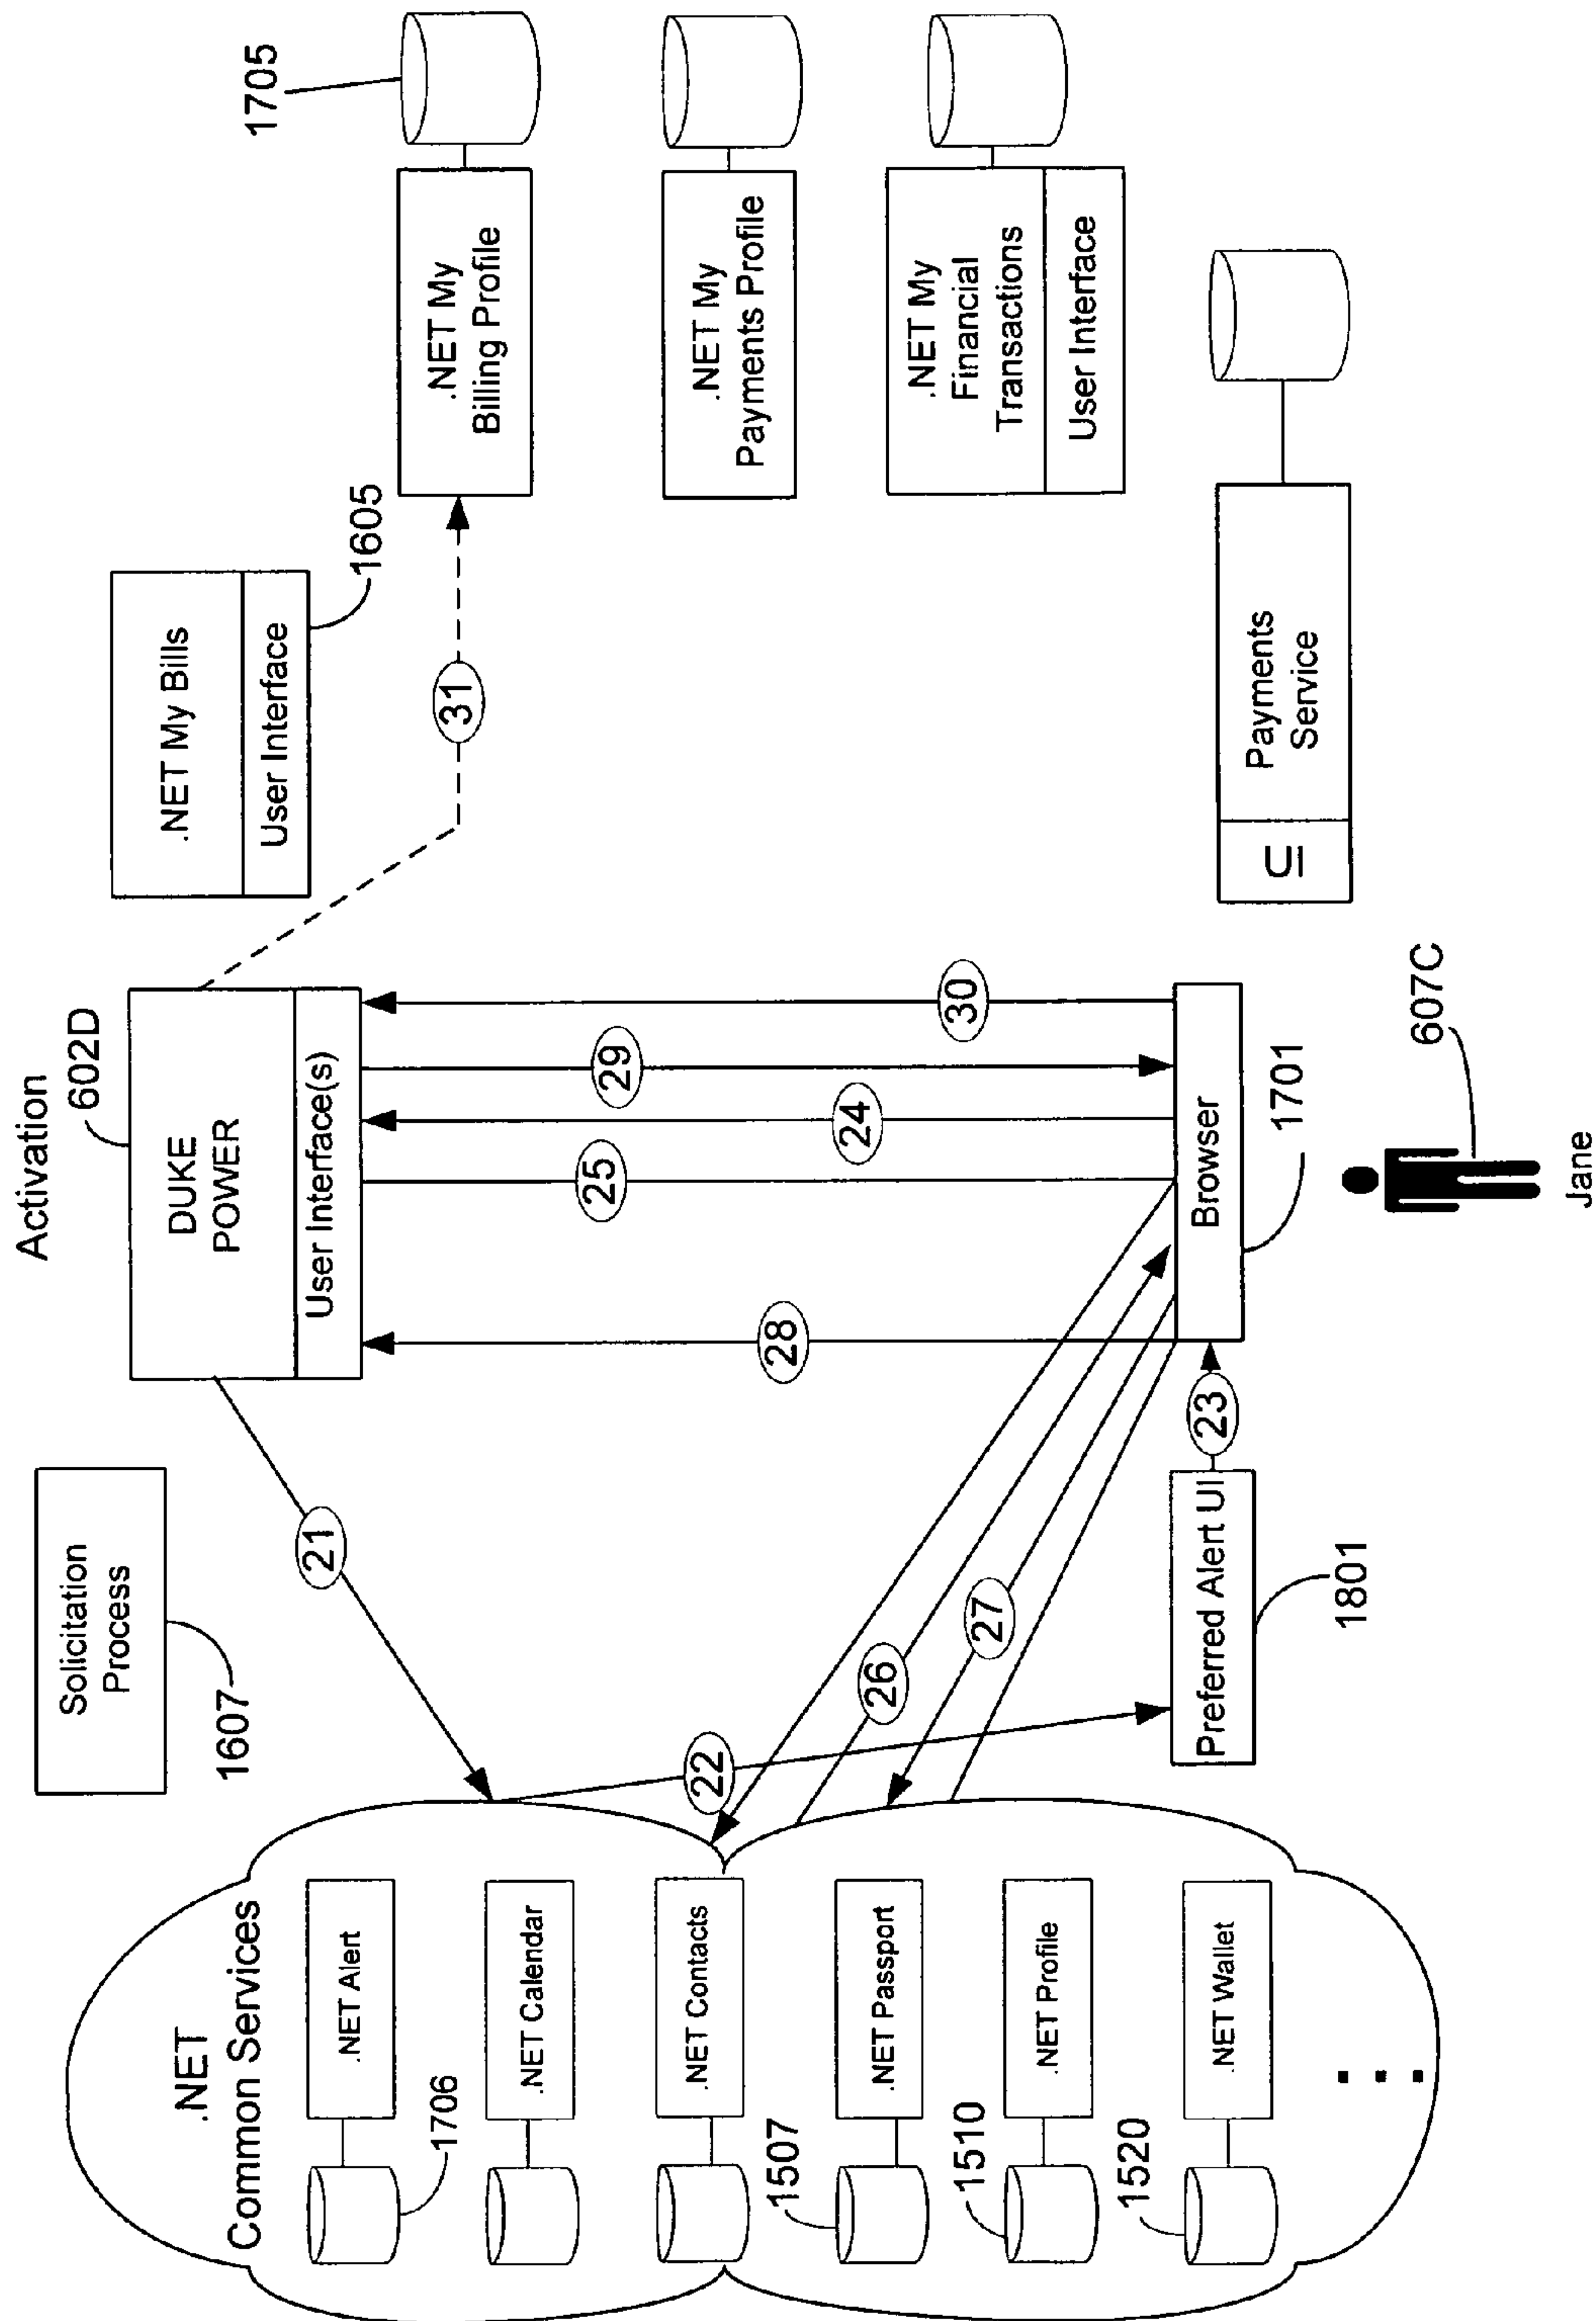 Activation
.NET
Common Services
.NET Alert
1706
.NET Calendar
.NET Contacts
1507
.NET Passport
1510
.NET Profile
1520
.NET Wallet
Solicitation
Process
1607
602D
DUKE
POWER
User Interface(s)
21
22
23
24
25
26
27
28
29
30
31
Preferred Alert UI
1801
Browser
1701
607C
Jane
.NET My Bills
User Interface
1605
1705
.NET My
Billing Profile
.NET My
Payments Profile
.NET My
Financial
Transactions
User Interface
UI
Payments
Service